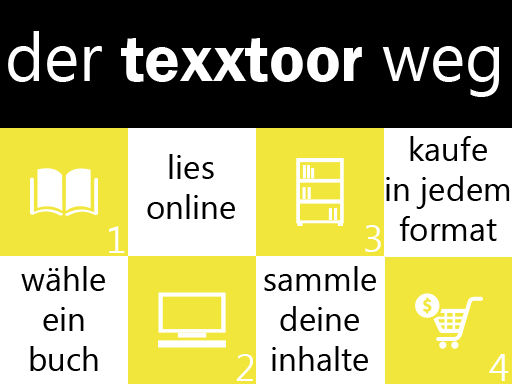 der texxtoor weg
1
lies
online
3
kaufe
in jedem
format
wähle
ein
buch
2
sammle
deine
inhalte
$
4